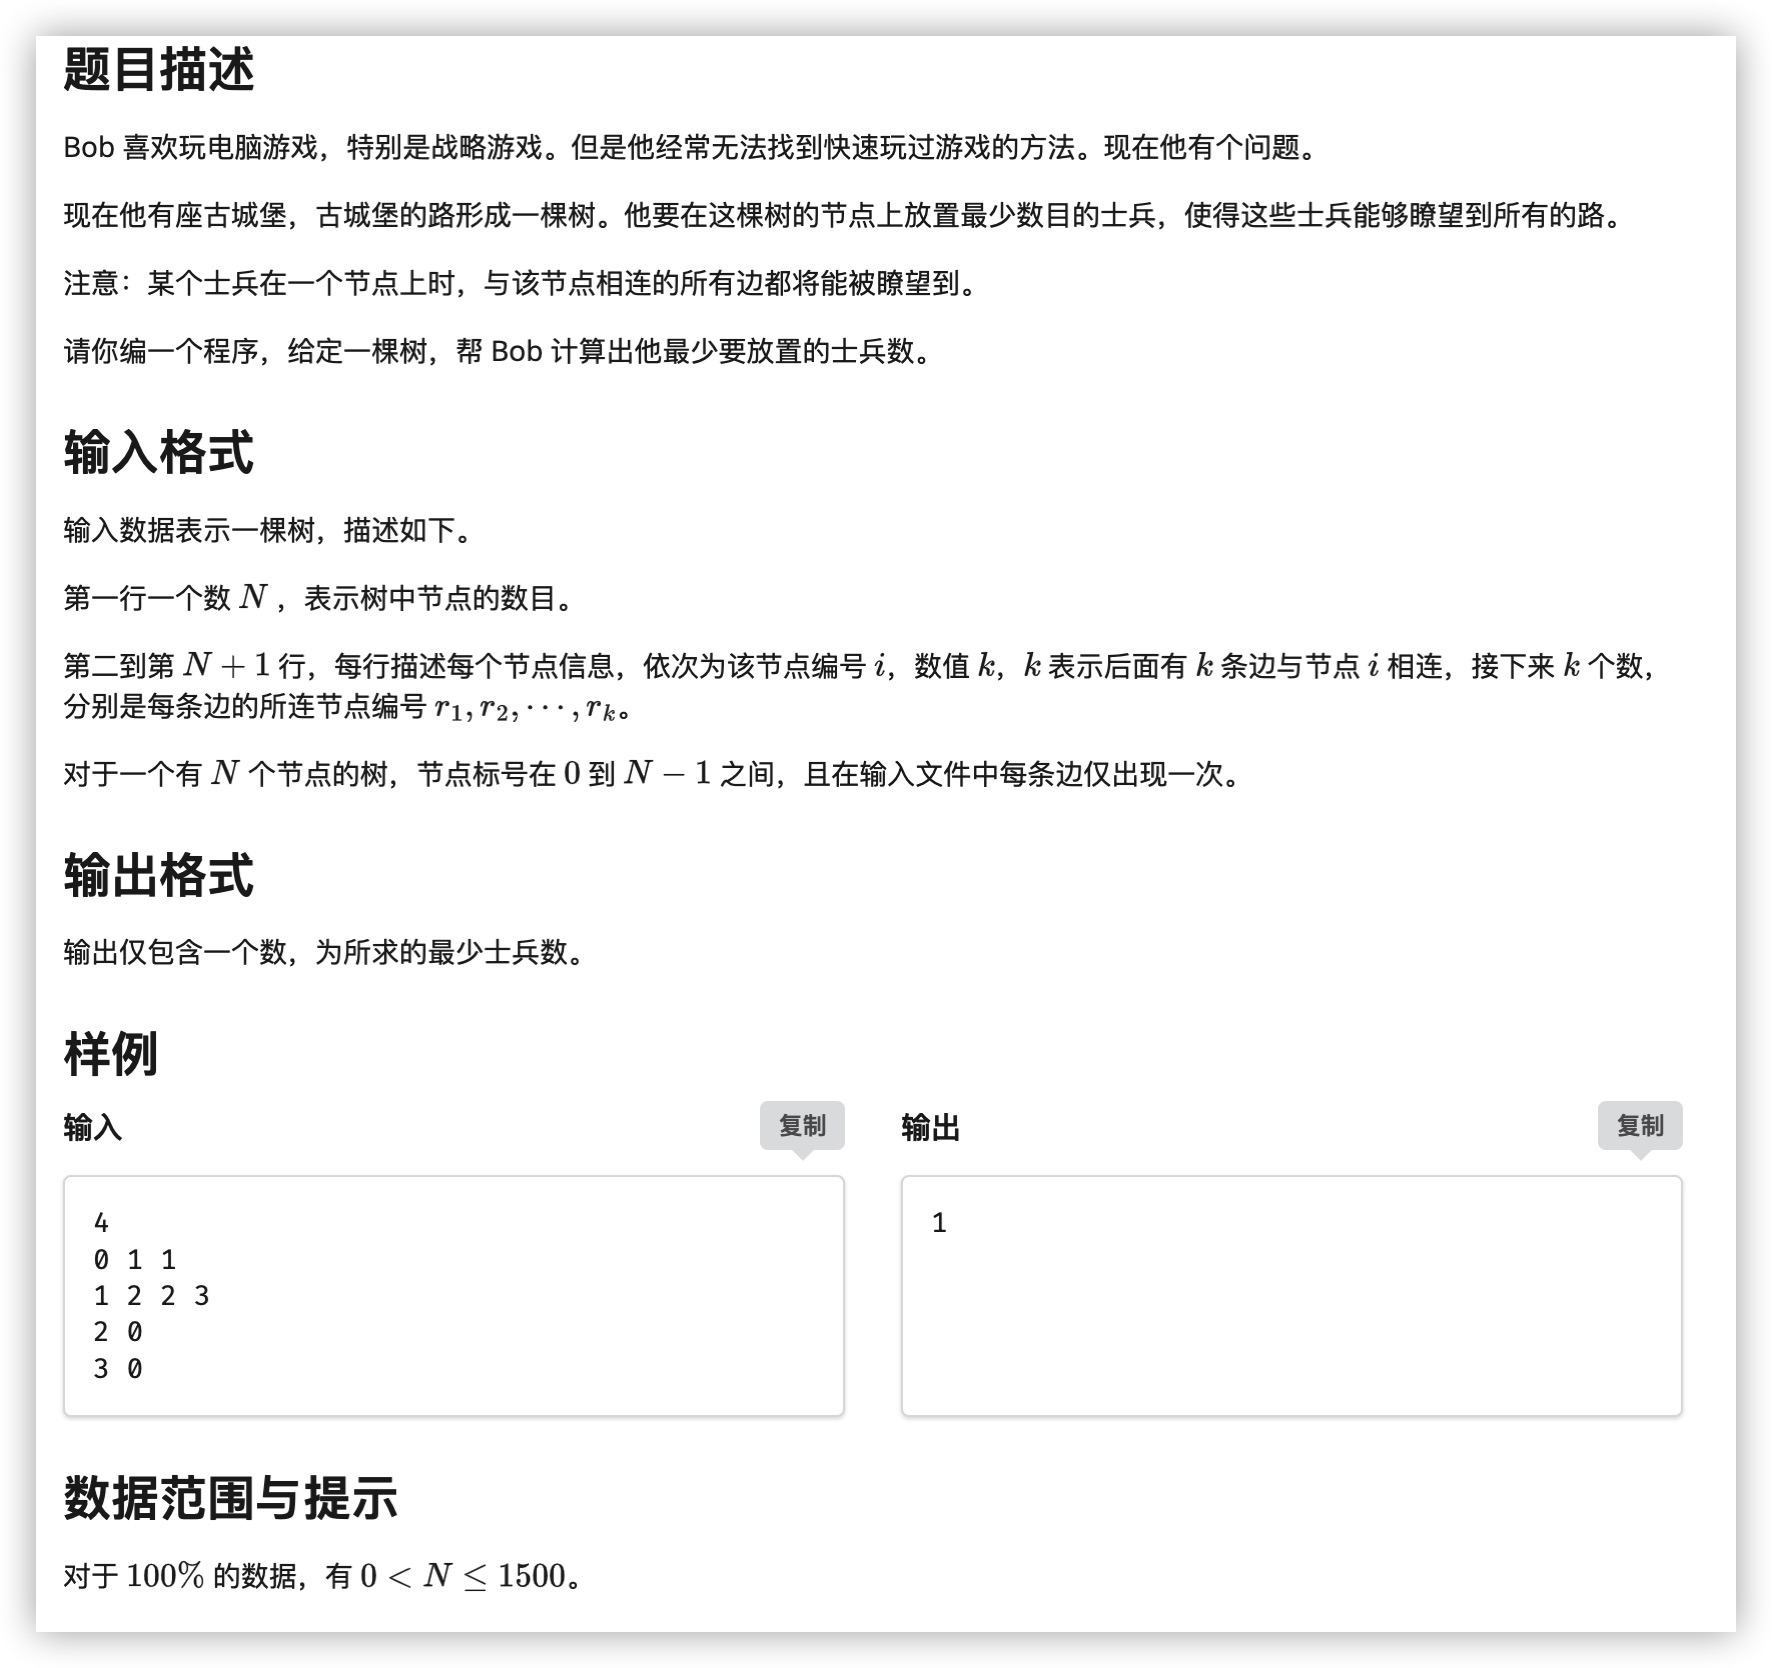 题目描述
Bob 喜欢玩电脑游戏，特别是战略游戏。但是他经常无法找到快速玩过游戏的方法。现在他有个问题。
现在他有座古城堡，古城堡的路形成一棵树。他要在这棵树的节点上放置最少数目的士兵，使得这些士兵能够瞭望到所有的路。
注意：某个士兵在一个节点上时，与该节点相连的所有边都将能被瞭望到。
请你编一个程序，给定一棵树，帮 Bob 计算出他最少要放置的士兵数。
输入格式
输入数据表示一棵树，描述如下。
第一行一个数 N ，表示树中节点的数目。
第二到第 N + 1 行，每行描述每个节点信息，依次为该节点编号 i，数值 k，k 表示后面有 k 条边与节点 i 相连，接下来 k 个数，
分别是每条边的所连节点编号 r₁, r₂, ⋯ , rₖ。
对于一个有 N 个节点的树，节点标号在 0 到 N − 1 之间，且在输入文件中每条边仅出现一次。
输出格式
输出仅包含一个数，为所求的最少士兵数。
样例
输入 复制
4
0 1 1
1 2 2 3
2 0
3 0
输出 复制
1
数据范围与提示
对于 100% 的数据，有 0 < N ≤ 1500。